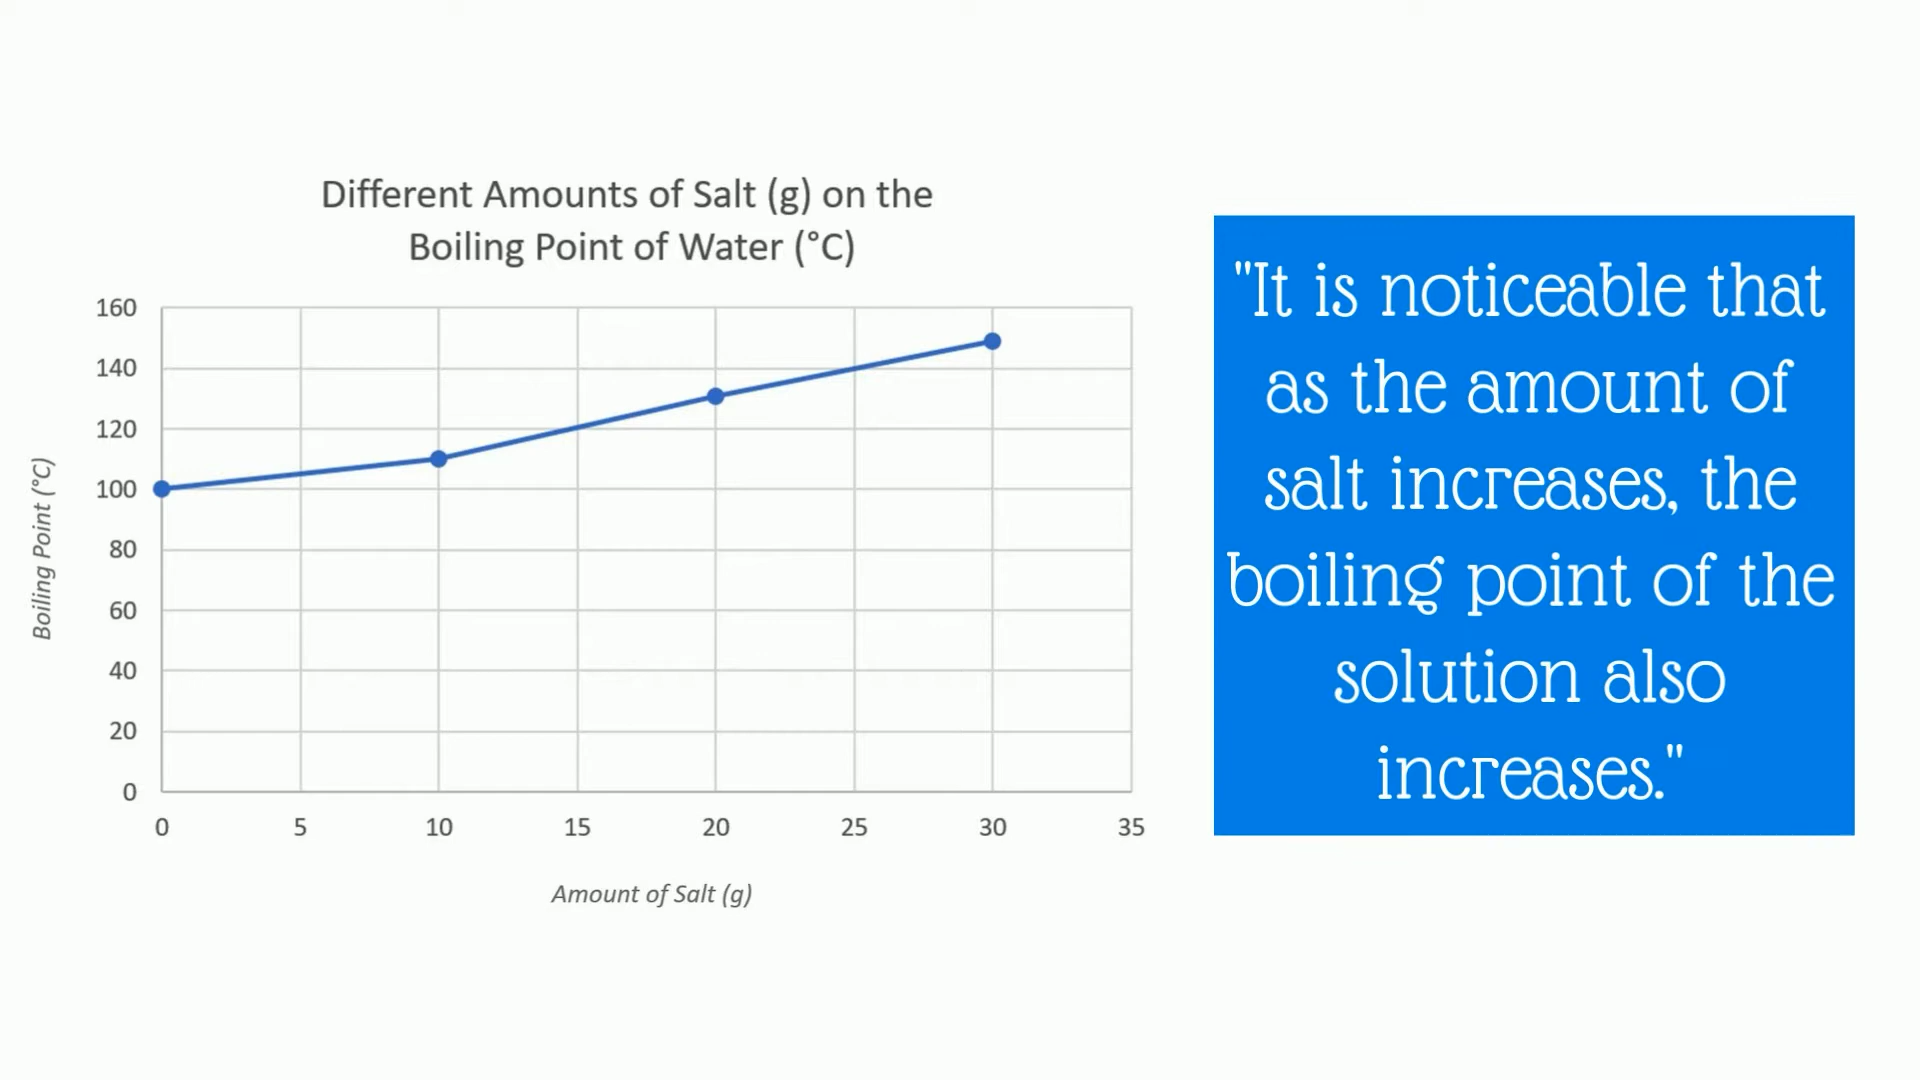 Different Amounts of Salt (g) on the
Boiling Point of Water (°C)
160
140
120
100
80
60
40
20
0
Boiling Point (°C)
0 5 10 15 20 25 30 35
Amount of Salt (g)
"It is noticeable that
as the amount of
salt increases, the
boiling point of the
solution also
increases."